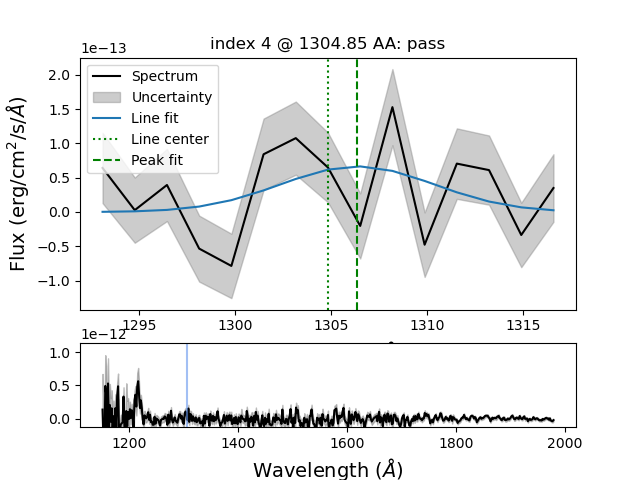 index 4 @ 1304.85 AA: pass
1e−13
2.0
1.5
1.0
0.5
0.0
−0.5
−1.0
Flux (erg/cm²/s/Å)
Spectrum
Uncertainty
Line fit
Line center
Peak fit
1295 1300 1305 1310 1315
1e−12
1.0
0.5
0.0
1200 1400 1600 1800 2000
Wavelength (Å)